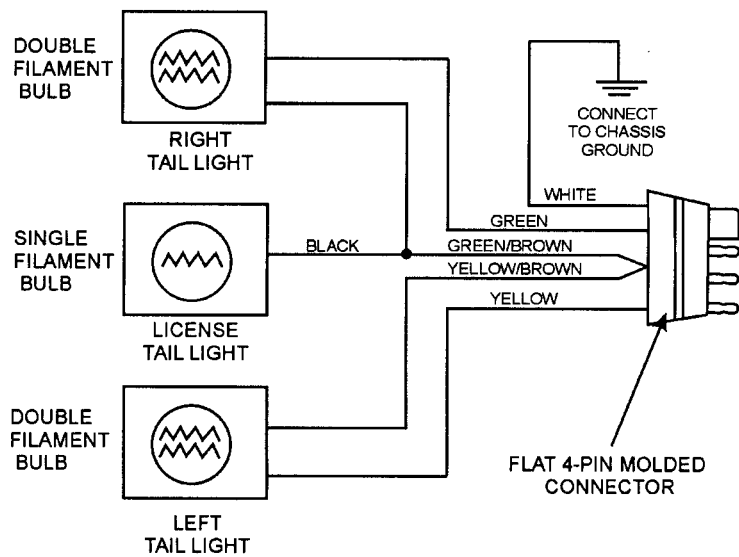 DOUBLE
FILAMENT
BULB
RIGHT
TAIL LIGHT
CONNECT
TO CHASSIS
GROUND
WHITE
GREEN
SINGLE
FILAMENT
BULB
BLACK
GREEN/BROWN
YELLOW/BROWN
YELLOW
LICENSE
TAIL LIGHT
DOUBLE
FILAMENT
BULB
FLAT 4-PIN MOLDED
CONNECTOR
LEFT
TAIL LIGHT